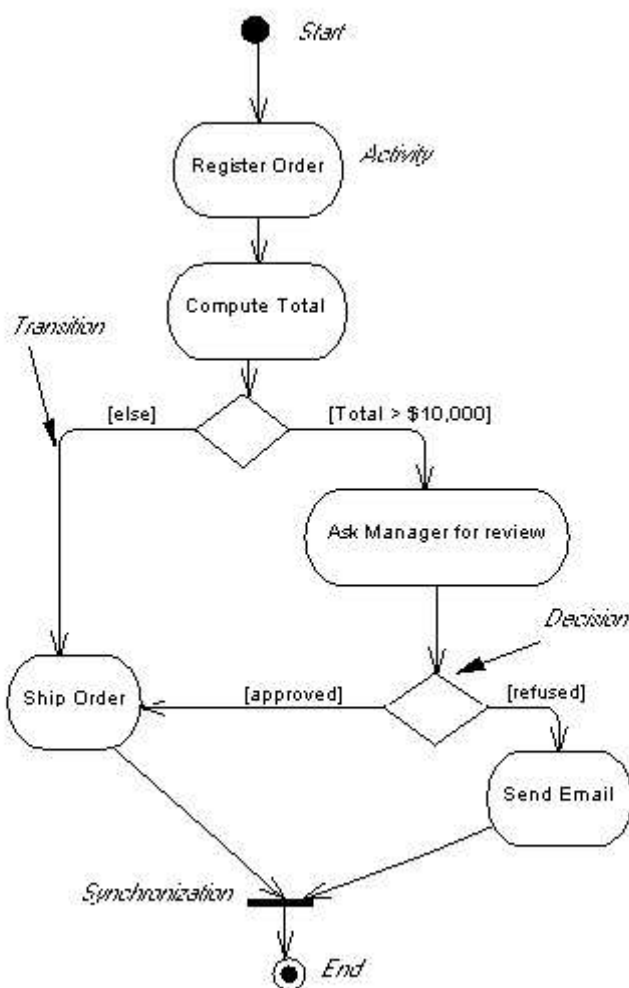 Start
Register Order
Activity
Compute Total
Transition
[else]
[Total > $10,000]
Ask Manager for review
Decision
Ship Order
[approved]
[refused]
Send Email
Synchronization
End